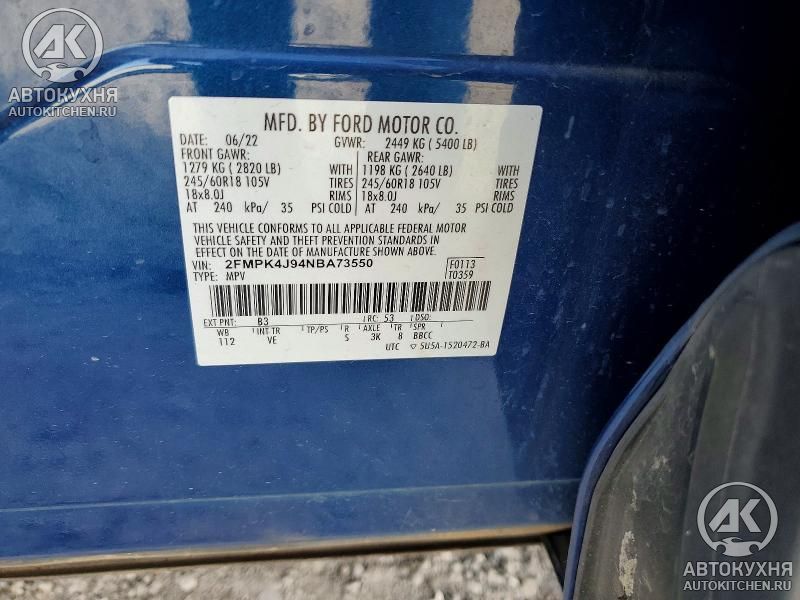 АК
АВТОКУХНЯ
AUTOKITCHEN.RU
MFD. BY FORD MOTOR CO.
DATE: 06/22 GVWR: 2449 KG ( 5400 LB)
FRONT GAWR: REAR GAWR:
1279 KG ( 2820 LB) WITH 1198 KG ( 2640 LB) WITH
245/60R18 105V TIRES 245/60R18 105V TIRES
18x8.0J RIMS 18x8.0J RIMS
AT 240 kPa/ 35 PSI COLD AT 240 kPa/ 35 PSI COLD
THIS VEHICLE CONFORMS TO ALL APPLICABLE FEDERAL MOTOR
VEHICLE SAFETY AND THEFT PREVENTION STANDARDS IN
EFFECT ON THE DATE OF MANUFACTURE SHOWN ABOVE.
VIN: 2FMPK4J94NBA73550 F0113
TYPE: MPV T0359
EXT PNT: B3 RC: 53 DSO:
WB INT TR TP/PS R AXLE TR SPR
112 VE S 3K 8 BBCC
UTC ▽ 5U5A-1520472-BA
АК
АВТОКУХНЯ
AUTOKITCHEN.RU